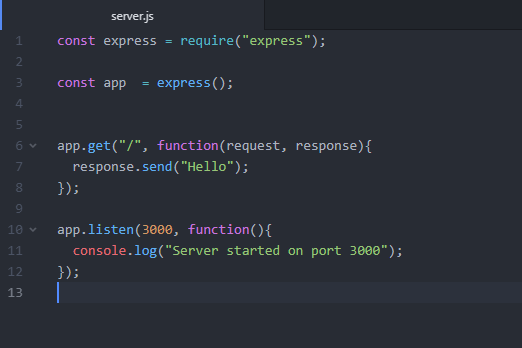 server.js
1 const express = require("express");
2
3 const app  = express();
4
5
6 app.get("/", function(request, response){
7   response.send("Hello");
8 });
9
10 app.listen(3000, function(){
11   console.log("Server started on port 3000");
12 });
13